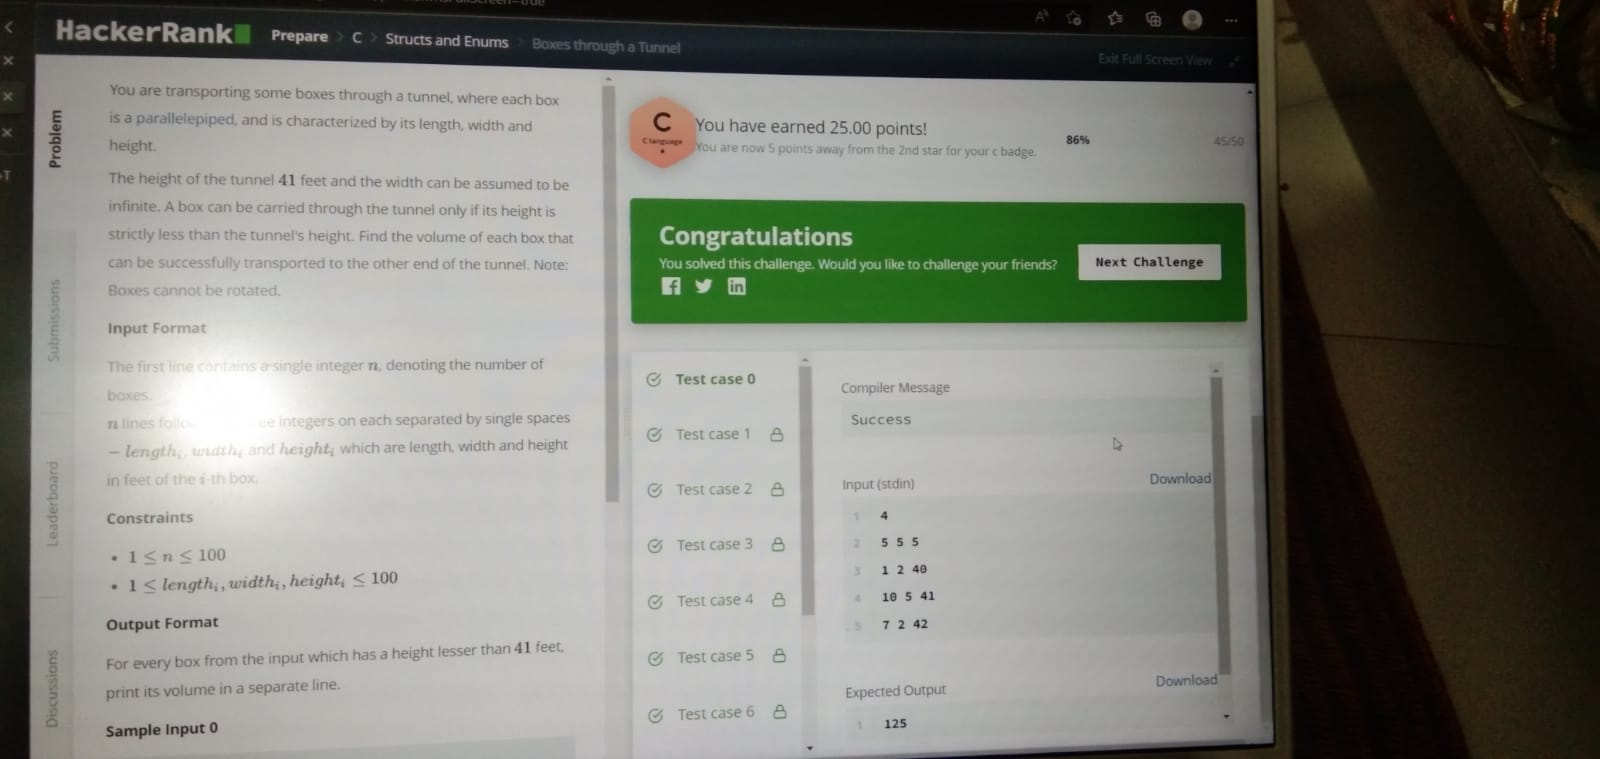 HackerRank
Prepare > C > Structs and Enums > Boxes through a Tunnel
Exit Full Screen View
Problem
Submissions
Leaderboard
Discussions
You are transporting some boxes through a tunnel, where each box
is a parallelepiped, and is characterized by its length, width and
height.
The height of the tunnel 41 feet and the width can be assumed to be
infinite. A box can be carried through the tunnel only if its height is
strictly less than the tunnel's height. Find the volume of each box that
can be successfully transported to the other end of the tunnel. Note:
Boxes cannot be rotated.
Input Format
The first line contains a single integer n, denoting the number of
boxes.
n lines integers on each separated by single spaces
– lengthᵢ, widthᵢ and heightᵢ which are length, width and height
in feet of the i-th box.
Constraints
• 1 ≤ n ≤ 100
• 1 ≤ lengthᵢ, widthᵢ, heightᵢ ≤ 100
Output Format
For every box from the input which has a height lesser than 41 feet,
print its volume in a separate line.
Sample Input 0
C
C language
You have earned 25.00 points!
You are now 5 points away from the 2nd star for your c badge.
86%
45/50
Congratulations
You solved this challenge. Would you like to challenge your friends?
Next Challenge
Test case 0
Test case 1
Test case 2
Test case 3
Test case 4
Test case 5
Test case 6
Compiler Message
Success
Input (stdin)
Download
1 4
2 5 5 5
3 1 2 40
4 10 5 41
5 7 2 42
Expected Output
Download
1 125